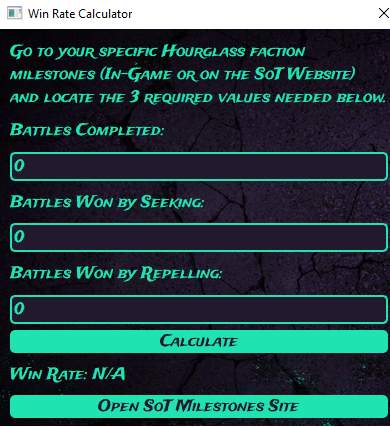 Win Rate Calculator
Go to your specific Hourglass faction
milestones (In-Game or on the SoT Website)
and locate the 3 required values needed below.
Battles Completed:
0
Battles Won by Seeking:
0
Battles Won by Repelling:
0
Calculate
Win Rate: N/A
Open SoT Milestones Site